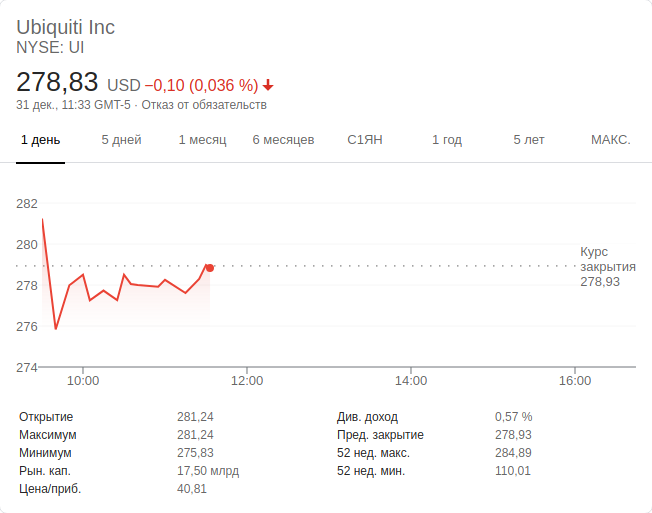 Ubiquiti Inc
NYSE: UI
278,83 USD −0,10 (0,036 %)
31 дек., 11:33 GMT-5 · Отказ от обязательств
1 день 5 дней 1 месяц 6 месяцев С1ЯН 1 год 5 лет МАКС.
282
280
278
276
274
Курс
закрытия
278,93
10:00 12:00 14:00 16:00
Открытие 281,24 Див. доход 0,57 %
Максимум 281,24 Пред. закрытие 278,93
Минимум 275,83 52 нед. макс. 284,89
Рын. кап. 17,50 млрд 52 нед. мин. 110,01
Цена/приб. 40,81